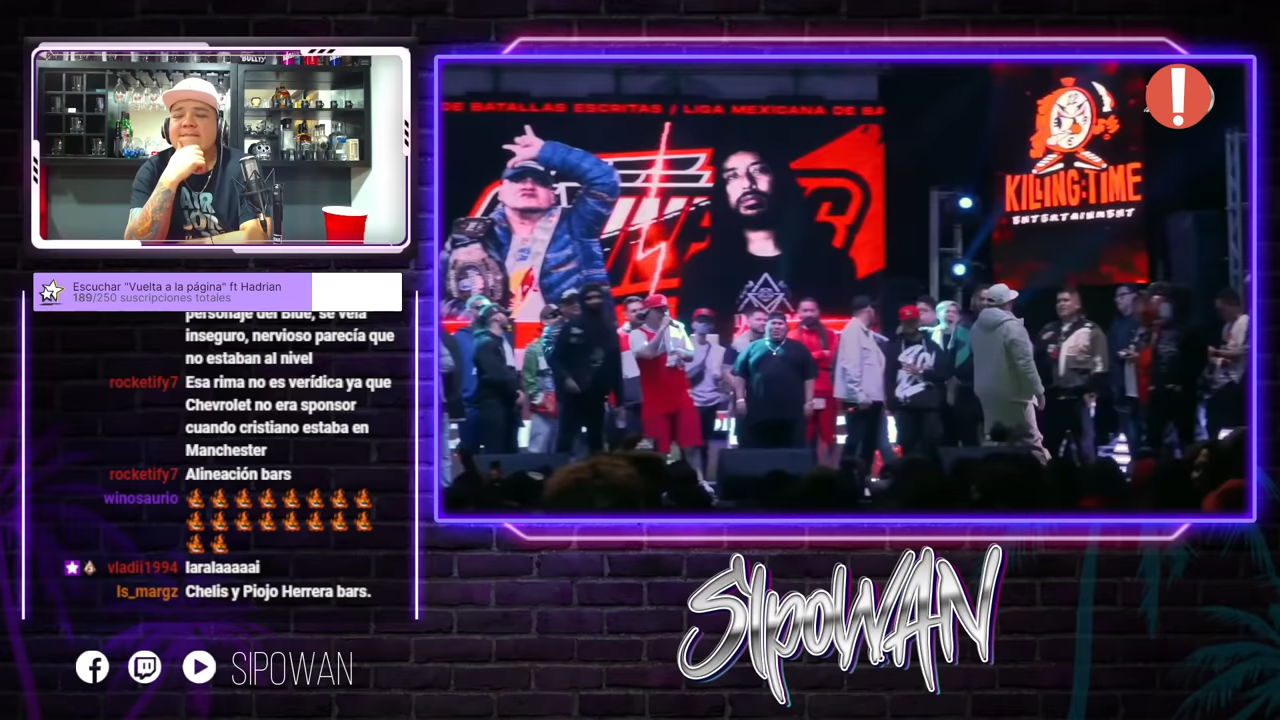 BULLY
AIR
Escuchar "Vuelta a la página" ft Hadrian
189/250 suscripciones totales
personaje del Blue, se veía
inseguro, nervioso parecía que
no estaban al nivel
rocketify7 Esa rima no es verídica ya que
Chevrolet no era sponsor
cuando cristiano estaba en
Manchester
rocketify7 Alineación bars
winosaurio
vladii1994 laralaaaaai
ls_margz Chelis y Piojo Herrera bars.
SIPOWAN
DE BATALLAS ESCRITAS / LIGA MEXICANA DE BA
KILLING:TIME
ENTERTAINMENT
!
SIPOWAN